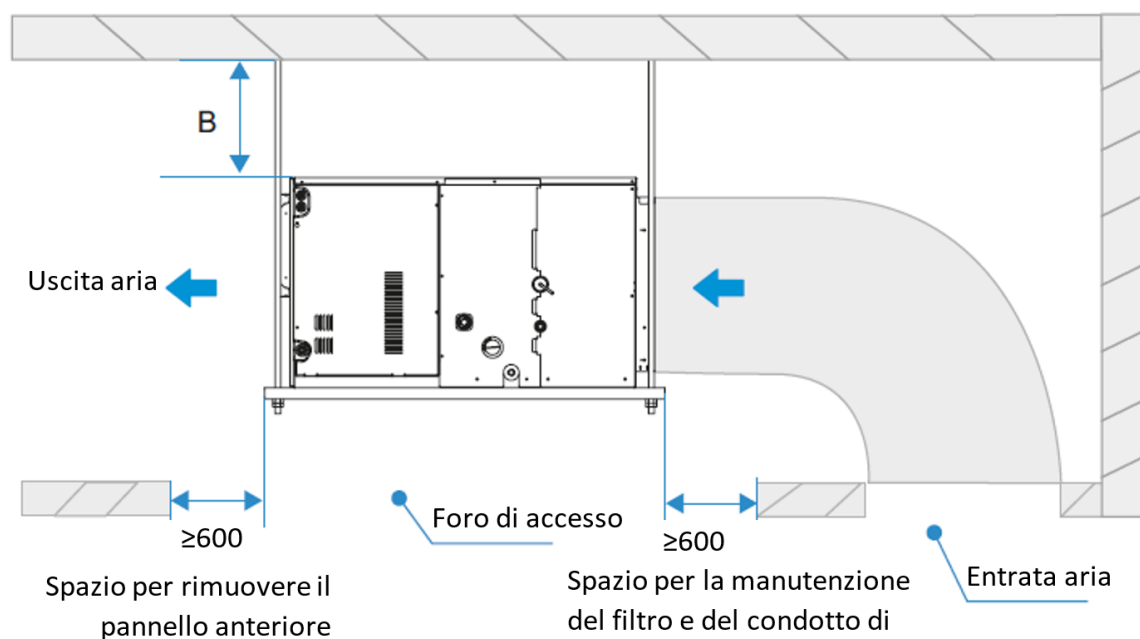 B
Uscita aria
Foro di accesso
≥600
≥600
Spazio per rimuovere il
pannello anteriore
Spazio per la manutenzione
del filtro e del condotto di
Entrata aria